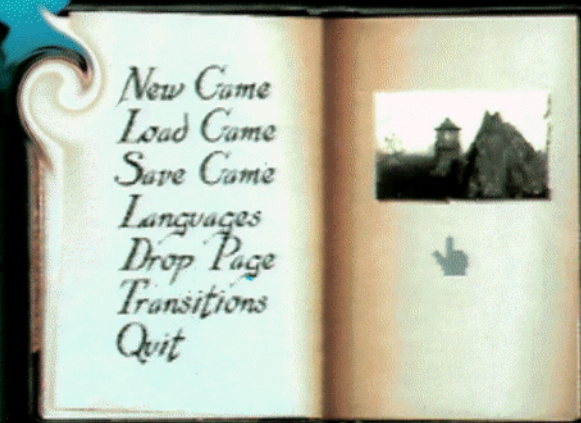 New Game
Load Game
Save Game
Languages
Drop Page
Transitions
Quit